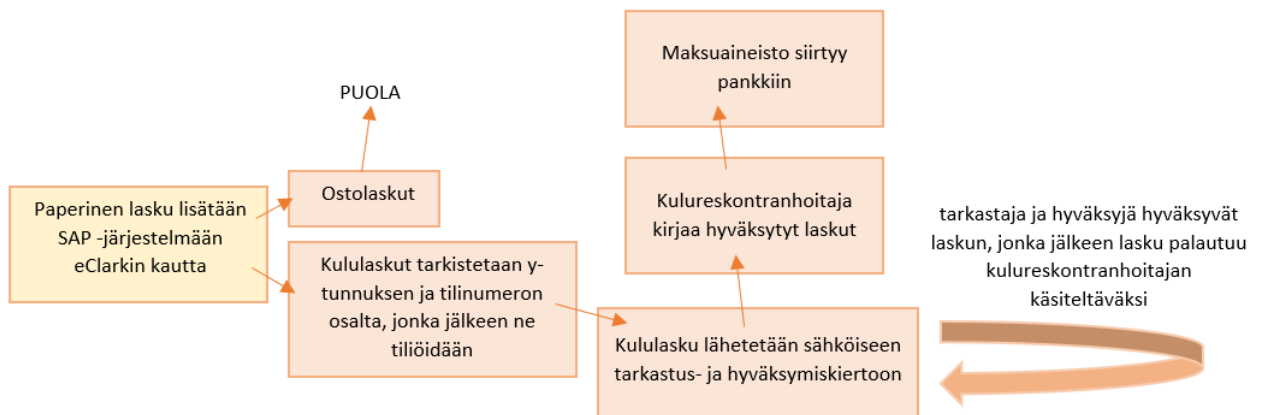 Paperinen lasku lisätään
SAP -järjestelmään
eClarkin kautta
PUOLA
Ostolaskut
Kululaskut tarkistetaan y-
tunnuksen ja tilinumeron
osalta, jonka jälkeen ne
tiliöidään
Kululasku lähetetään sähköiseen
tarkastus- ja hyväksymiskiertoon
Kulureskontranhoitaja
kirjaa hyväksytyt laskut
Maksuaineisto siirtyy
pankkiin
tarkastaja ja hyväksyjä hyväksyvät
laskun, jonka jälkeen lasku palautuu
kulureskontranhoitajan
käsiteltäväksi